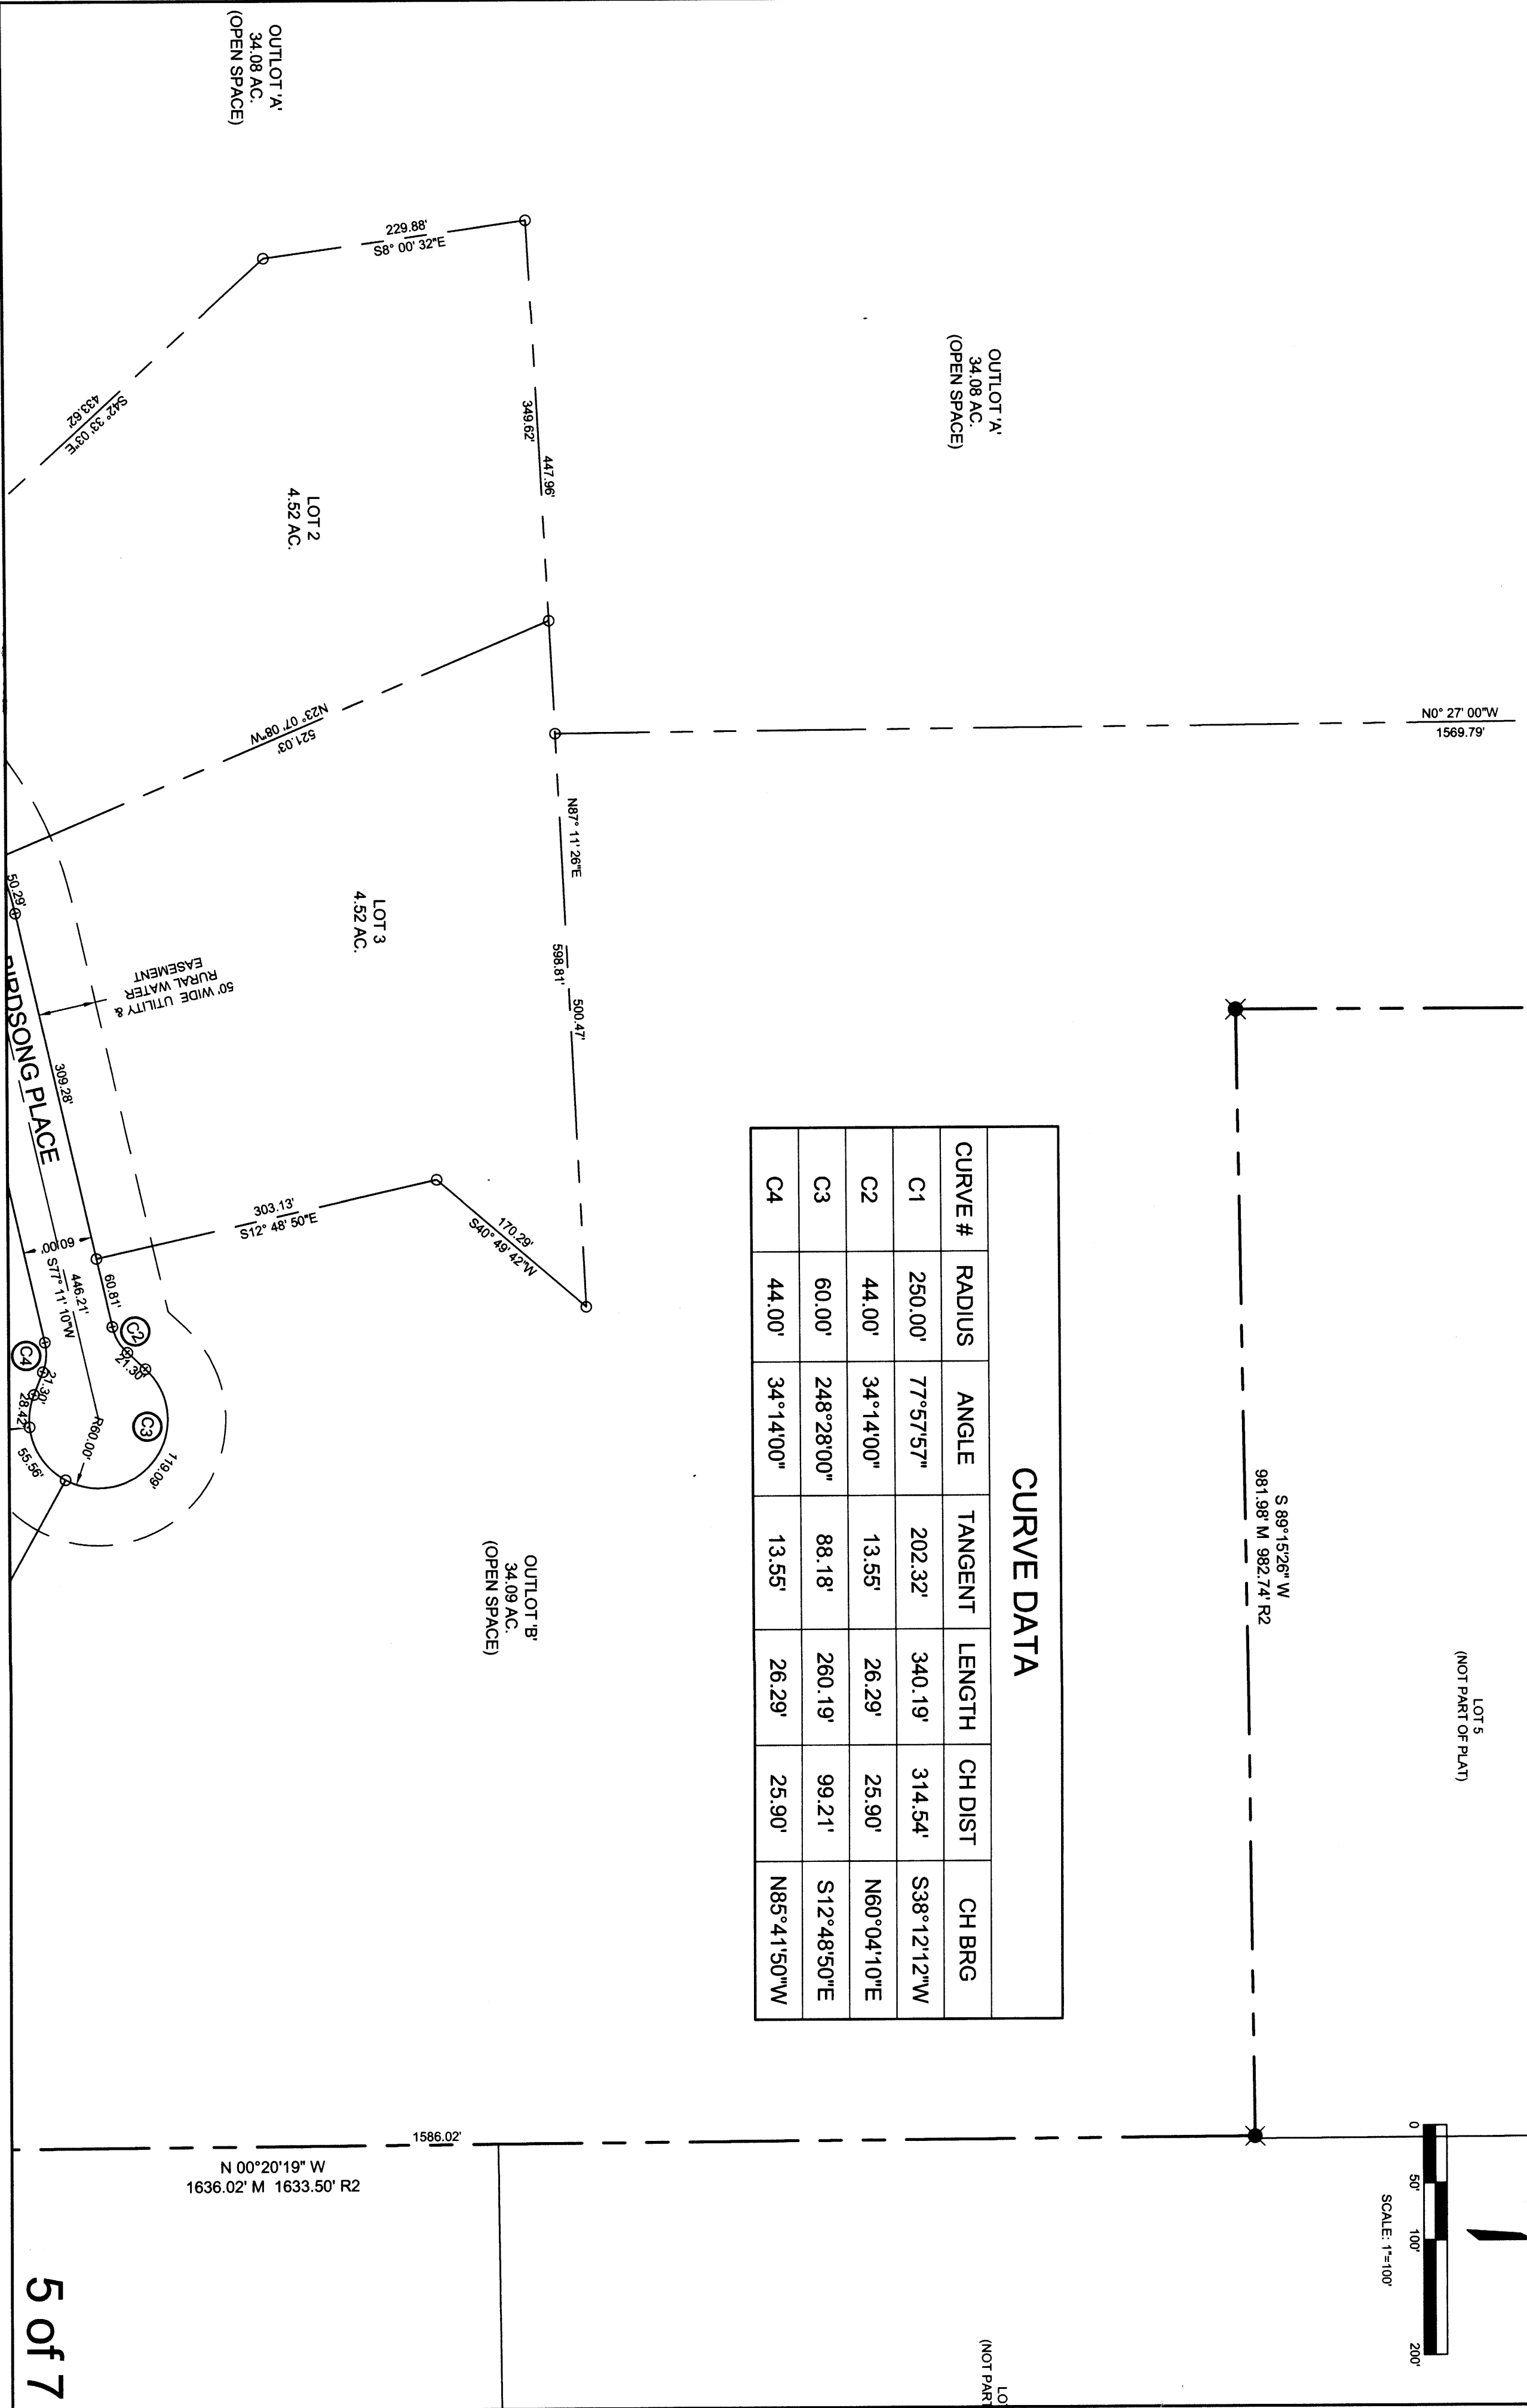 LOT 5
(NOT PART OF PLAT)
0 50' 100' 200'
SCALE: 1"=100'
N0° 27' 00"W
1569.79'
S 89°15'26" W
981.98' M 982.74' R2
OUTLOT 'A'
34.08 AC.
(OPEN SPACE)
(NOT PART
CURVE DATA
CURVE # RADIUS ANGLE TANGENT LENGTH CH DIST CH BRG
C1 250.00' 77°57'57" 202.32' 340.19' 314.54' S38°12'12"W
C2 44.00' 34°14'00" 13.55' 26.29' 25.90' N60°04'10"E
C3 60.00' 248°28'00" 88.18' 260.19' 99.21' S12°48'50"E
C4 44.00' 34°14'00" 13.55' 26.29' 25.90' N85°41'50"W
447.96'
349.62'
N87° 11' 26"E
500.47'
598.81'
229.88'
S8° 00' 32"E
170.29'
S40° 49' 42"W
OUTLOT 'B'
34.09 AC.
(OPEN SPACE)
1586.02'
N 00°20'19" W
1636.02' M 1633.50' R2
OUTLOT 'A'
34.08 AC.
(OPEN SPACE)
LOT 2
4.52 AC.
LOT 3
4.52 AC.
N23° 07' 08"W
521.03'
303.13'
S12° 48' 50"E
S42° 33' 03"E
433.62'
50' WIDE UTILITY &
RURAL WATER
EASEMENT
50.29'
309.28'
60.81'
C2
21.30'
C3
119.09'
BIRDSONG PLACE
60.00'
446.21'
S77° 11' 10"W
R60.00'
C4
21.30'
28.42'
55.56'
5 of 7